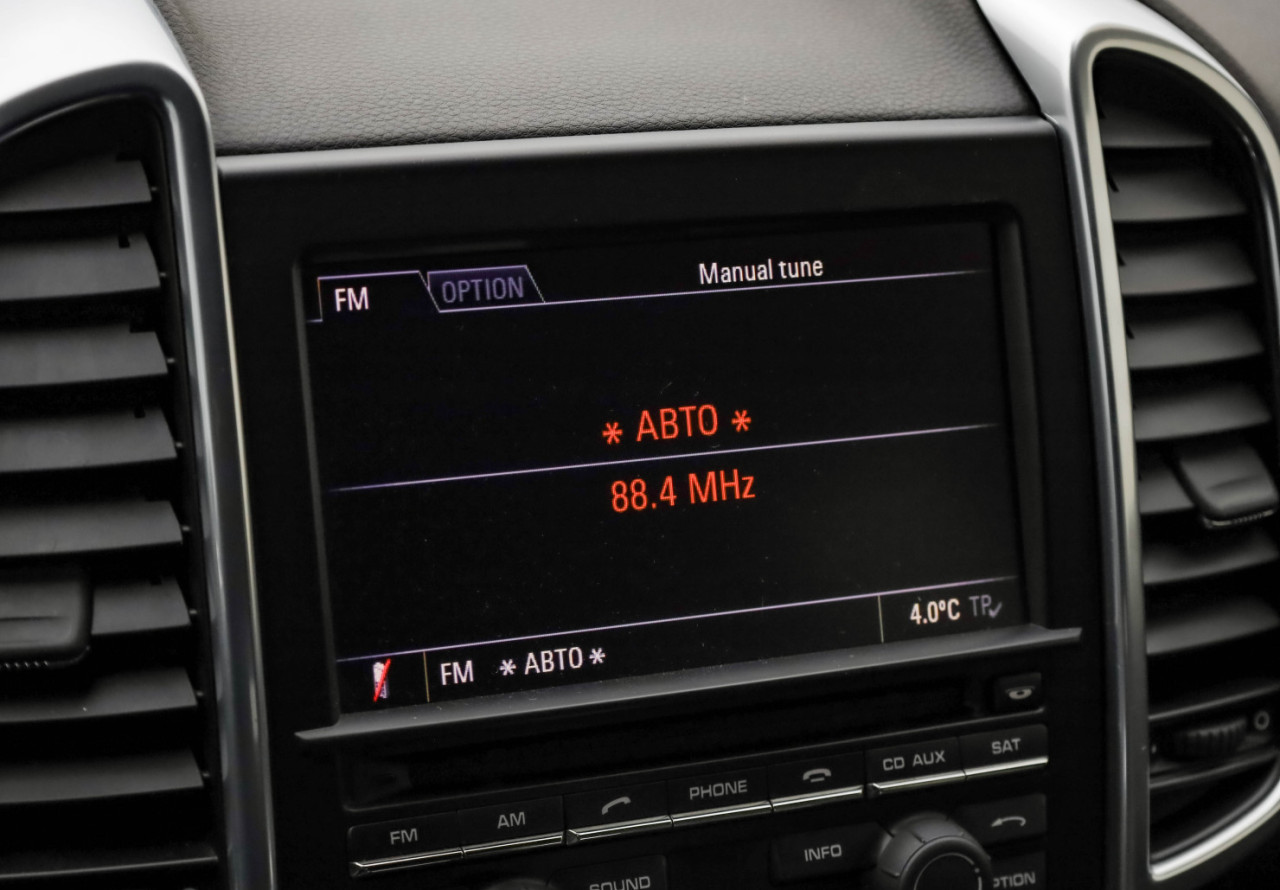 FM
OPTION
Manual tune
* АВТО *
88.4 MHz
4.0°C TP
FM * АВТО *
CD AUX
SAT
PHONE
FM
AM
INFO
SOUND
PTION